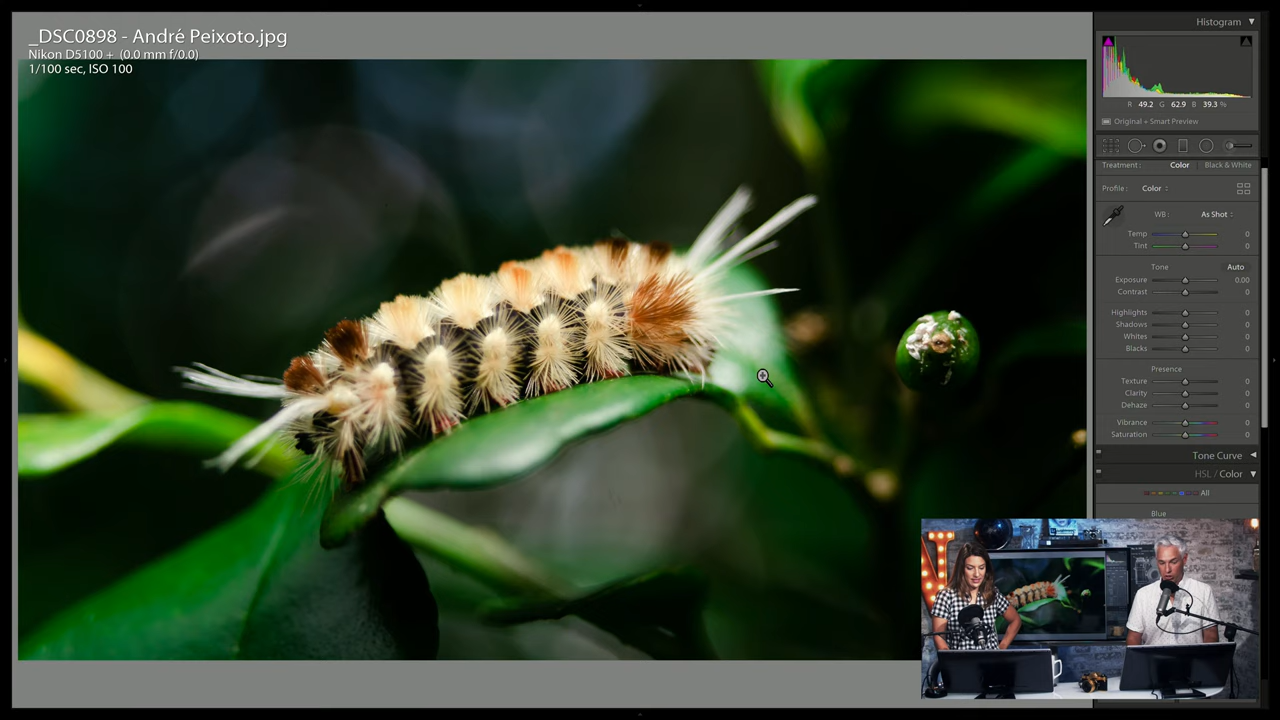 _DSC0898 - André Peixoto.jpg
Nikon D5100 + (0.0 mm f/0.0)
1/100 sec, ISO 100
Histogram
R 49.2 G 62.9 B 39.3 %
Original + Smart Preview
Treatment : Color Black & White
Profile : Color
WB : As Shot
Temp 0
Tint 0
Tone Auto
Exposure 0.00
Contrast 0
Highlights 0
Shadows 0
Whites 0
Blacks 0
Presence
Texture 0
Clarity 0
Dehaze 0
Vibrance 0
Saturation 0
Tone Curve
HSL / Color
All
Blue
N